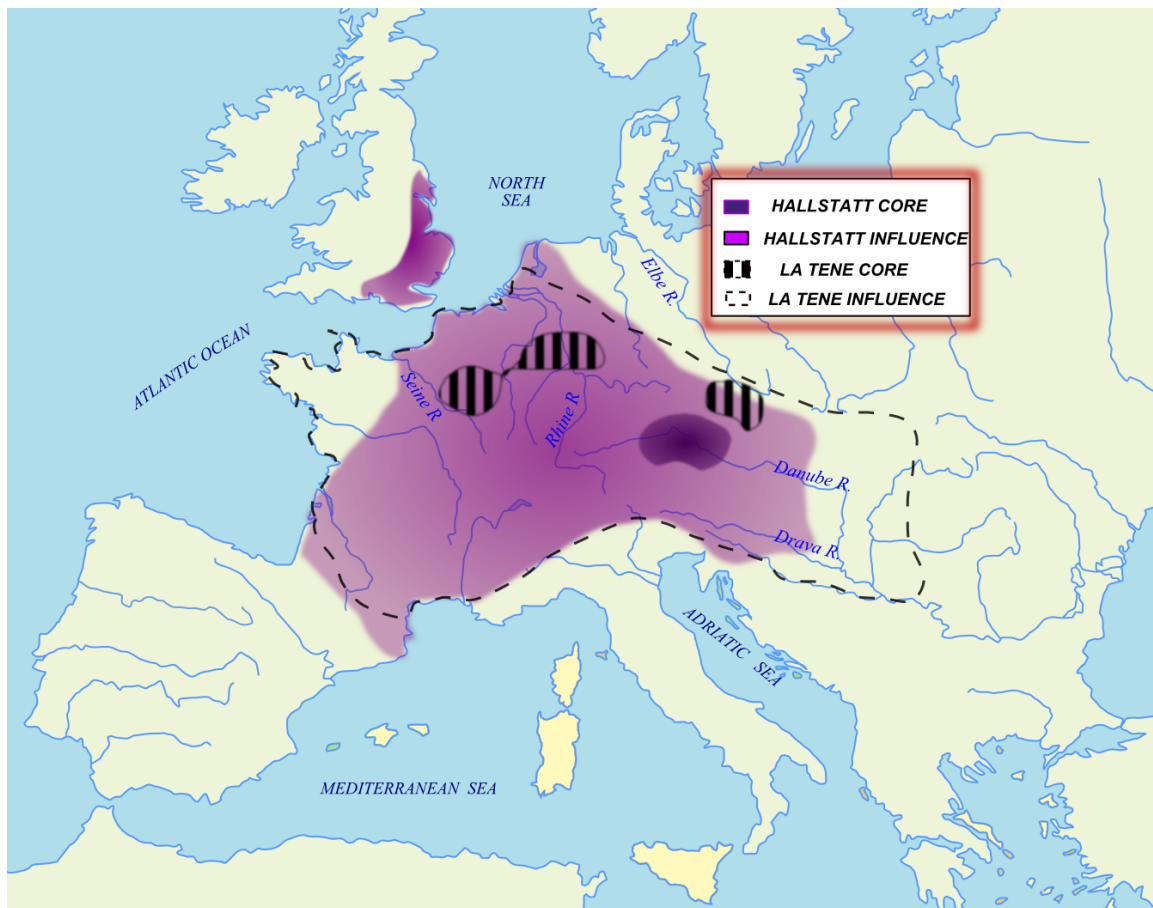 NORTH
SEA
HALLSTATT CORE
HALLSTATT INFLUENCE
LA TENE CORE
LA TENE INFLUENCE
Elbe R.
ATLANTIC OCEAN
Seine R
Rhine R
Danube R.
Drava R.
ADRIATIC SEA
MEDITERRANEAN SEA